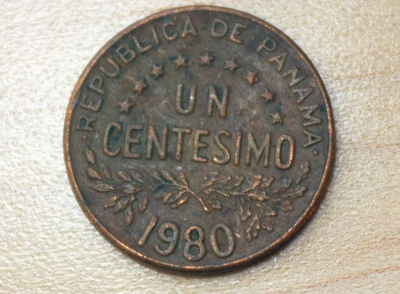 ·REPUBLICA DE PANAMA·
UN
CENTESIMO
1980